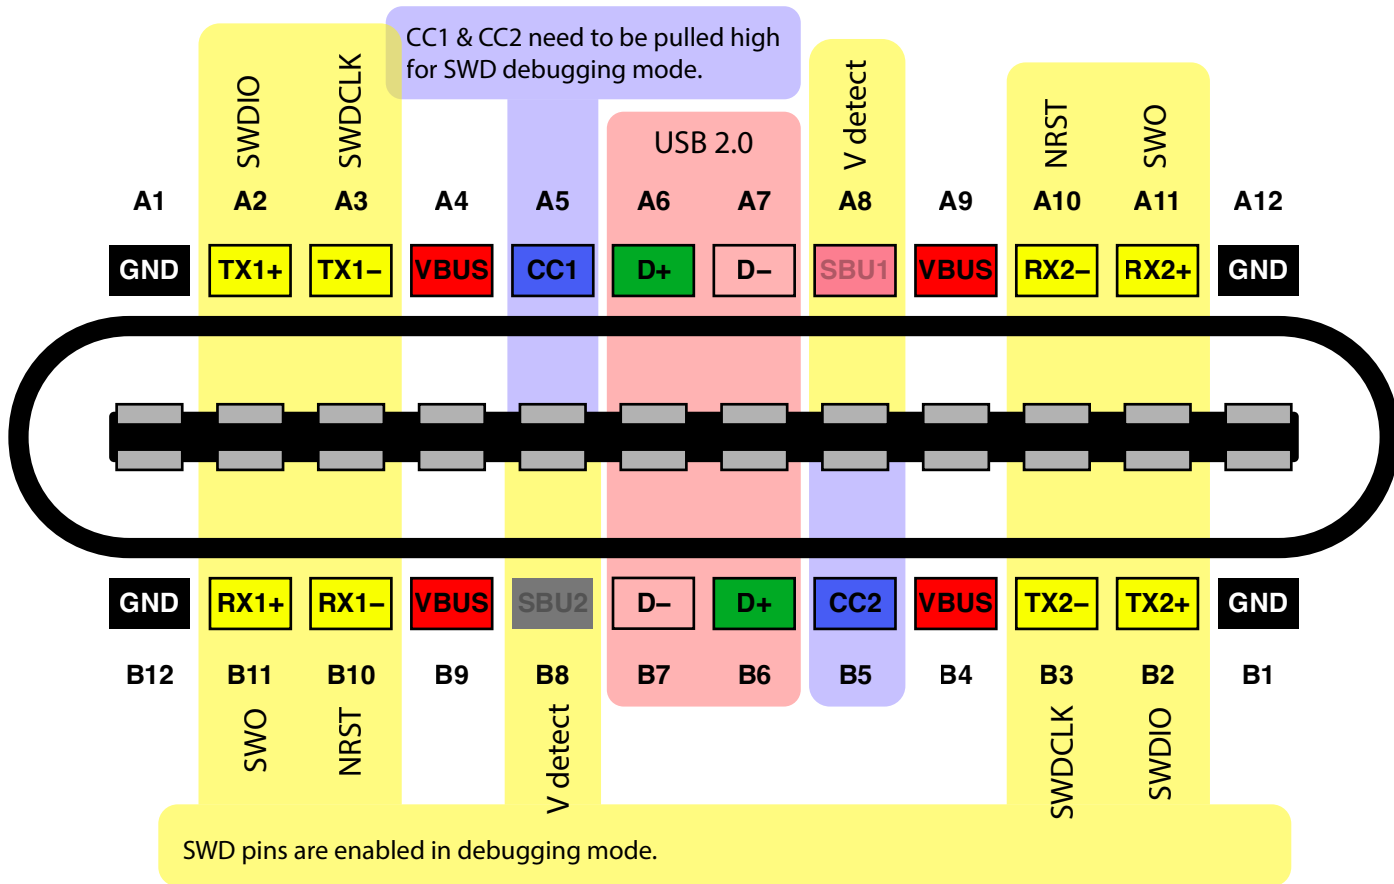 CC1 & CC2 need to be pulled high
for SWD debugging mode.
SWDIO SWDCLK V detect NRST SWO
USB 2.0
A1 A2 A3 A4 A5 A6 A7 A8 A9 A10 A11 A12
GND TX1+ TX1− VBUS CC1 D+ D− SBU1 VBUS RX2− RX2+ GND
GND RX1+ RX1− VBUS SBU2 D− D+ CC2 VBUS TX2− TX2+ GND
B12 B11 B10 B9 B8 B7 B6 B5 B4 B3 B2 B1
SWO NRST V detect SWDCLK SWDIO
SWD pins are enabled in debugging mode.